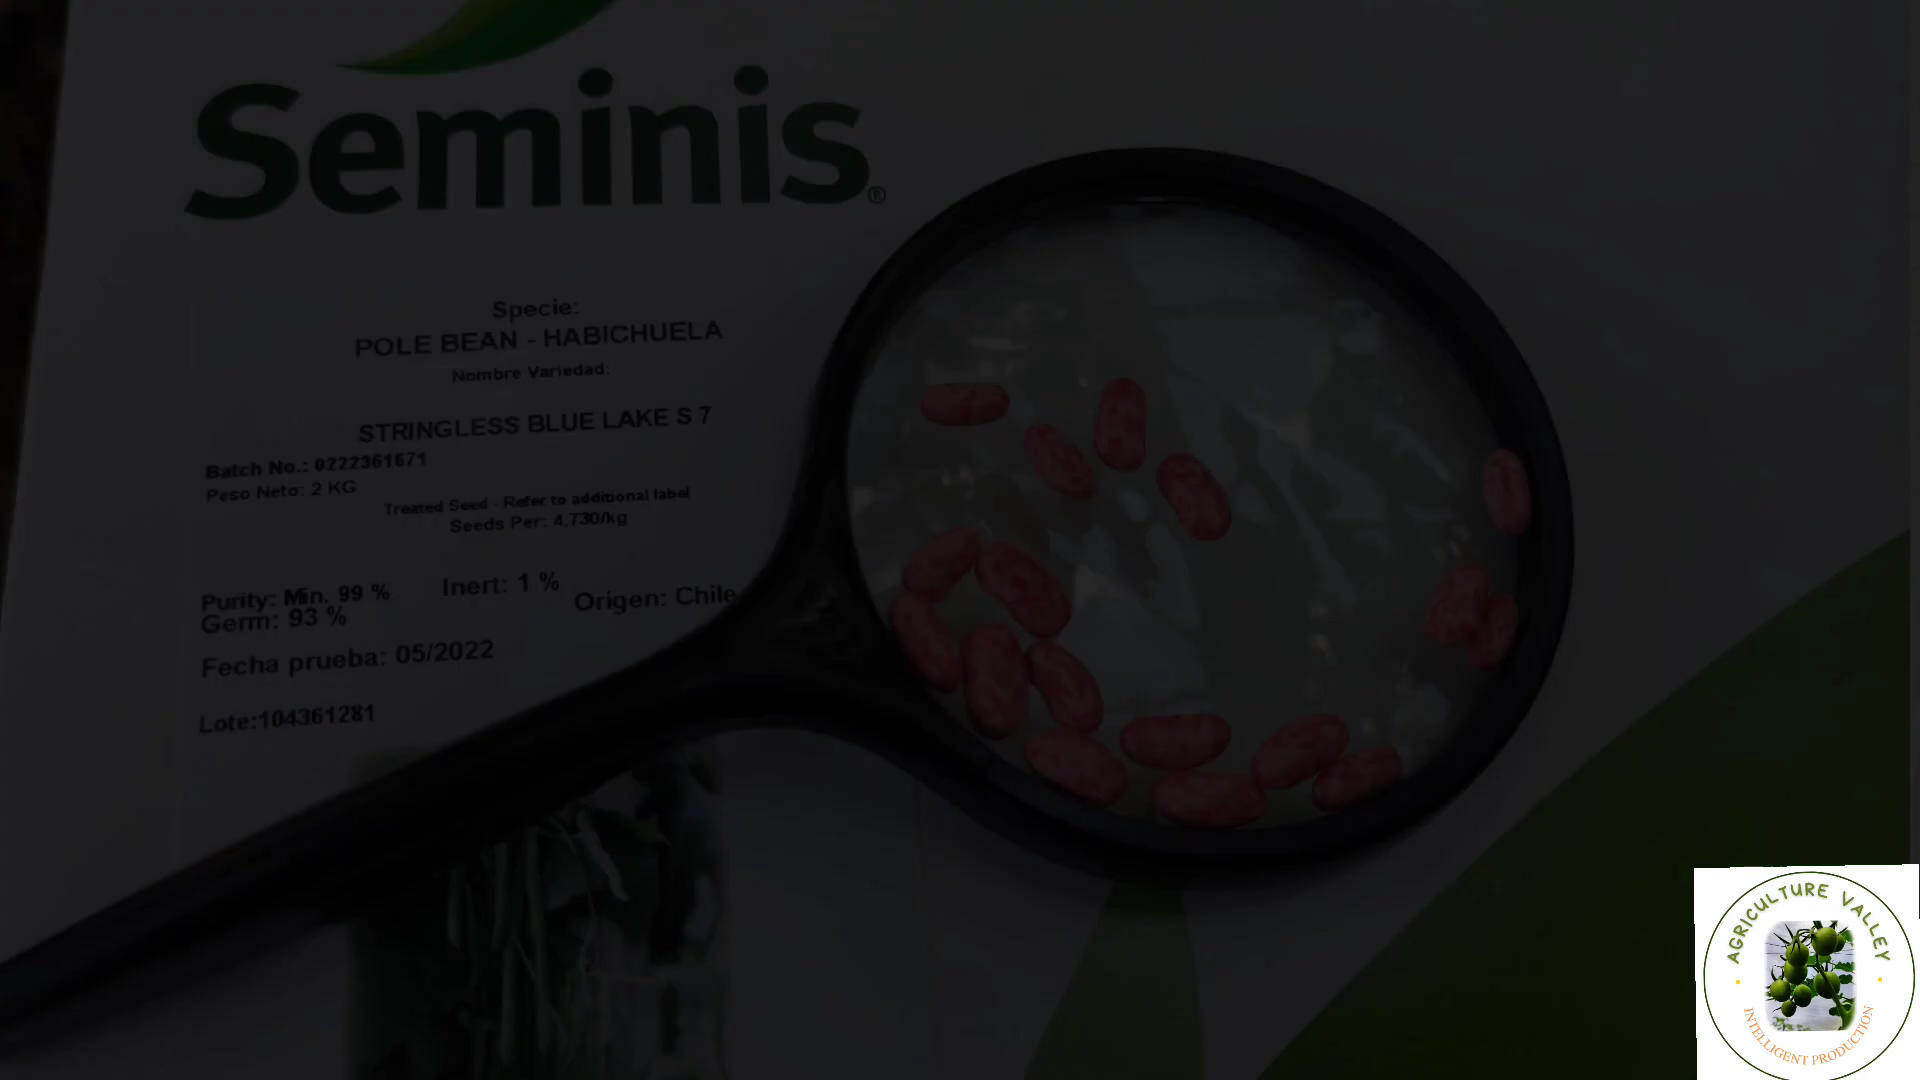 Seminis®
Specie:
POLE BEAN - HABICHUELA
Nombre Variedad:
STRINGLESS BLUE LAKE S 7
Batch No.: 0222361671
Peso Neto: 2 KG
Treated Seed - Refer to additional label
Seeds Per: 4,730/kg
Purity: Min. 99 % Inert: 1 % Origen: Chile
Germ: 93 %
Fecha prueba: 05/2022
Lote:104361281
AGRICULTURE VALLEY
INTELLIGENT PRODUCTION